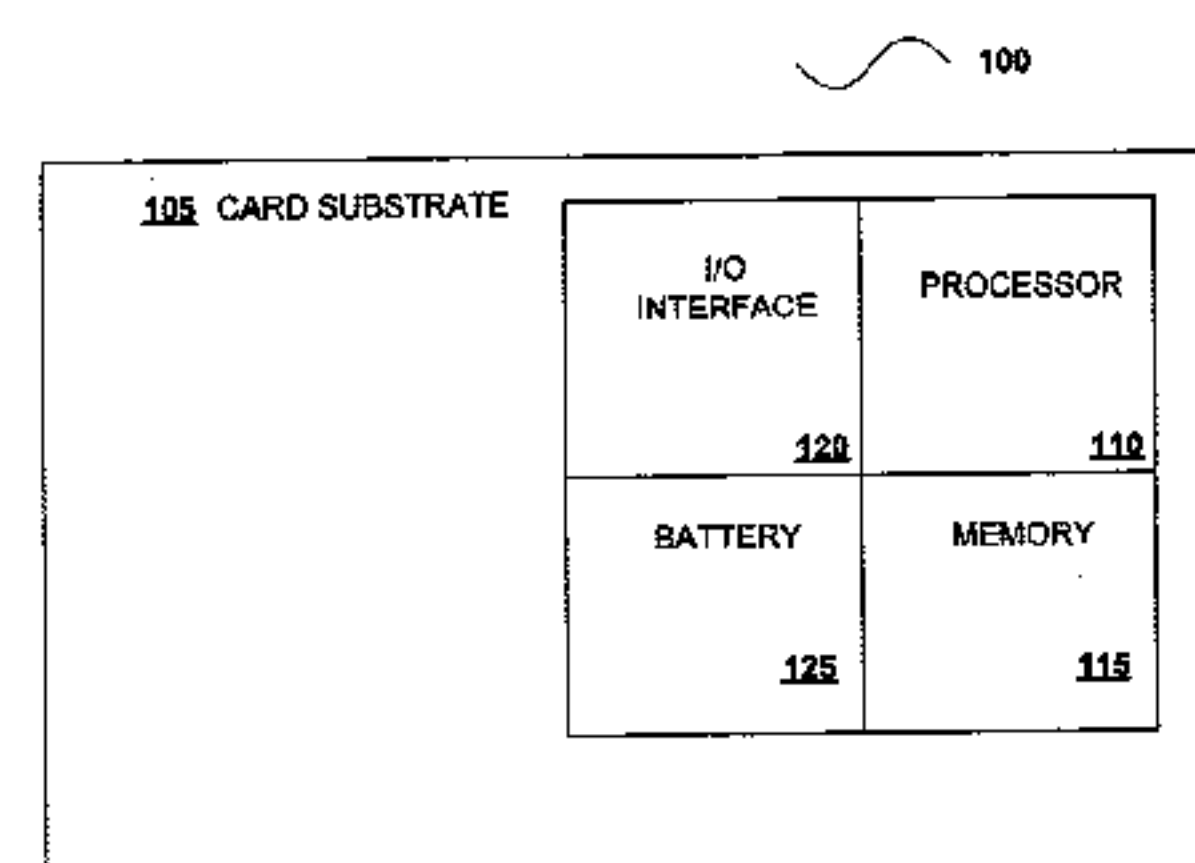 100
105 CARD SUBSTRATE
I/O
INTERFACE
120
PROCESSOR
110
BATTERY
125
MEMORY
115